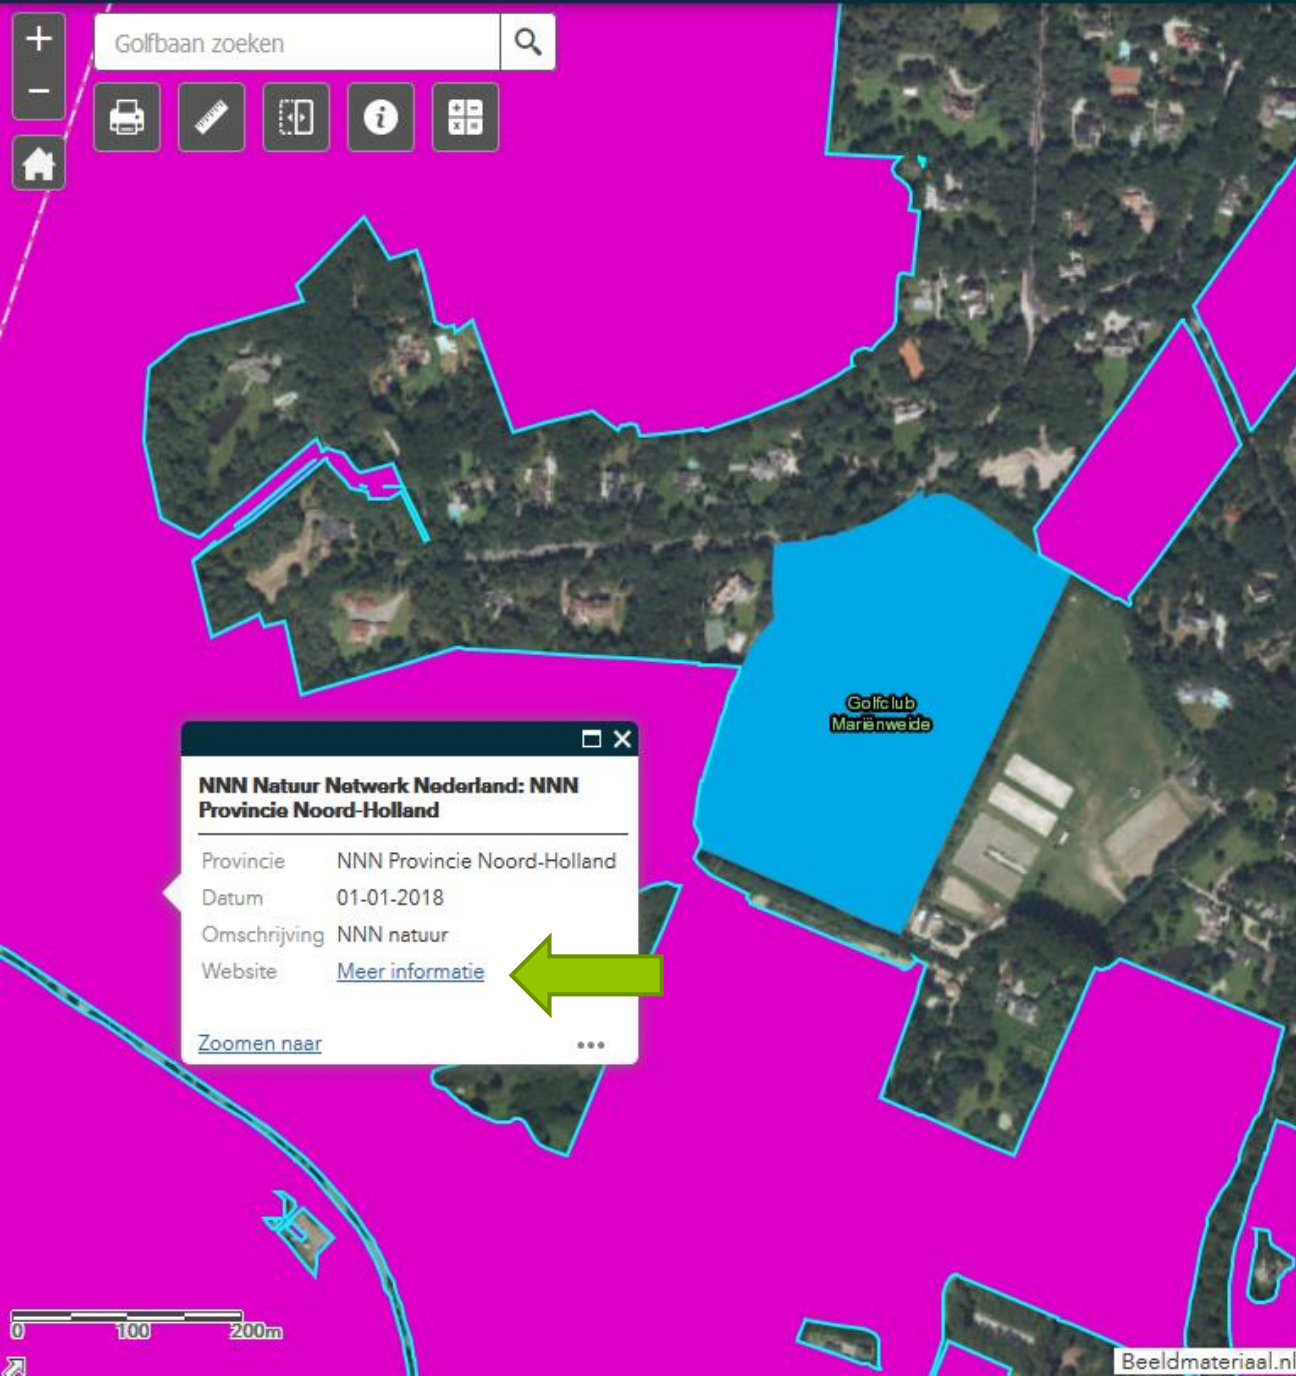 Golfbaan zoeken
Golfclub
Mariënweide
NNN Natuur Netwerk Nederland: NNN
Provincie Noord-Holland
Provincie NNN Provincie Noord-Holland
Datum 01-01-2018
Omschrijving NNN natuur
Website Meer informatie
Zoomen naar
0 100 200m
Beeldmateriaal.nl